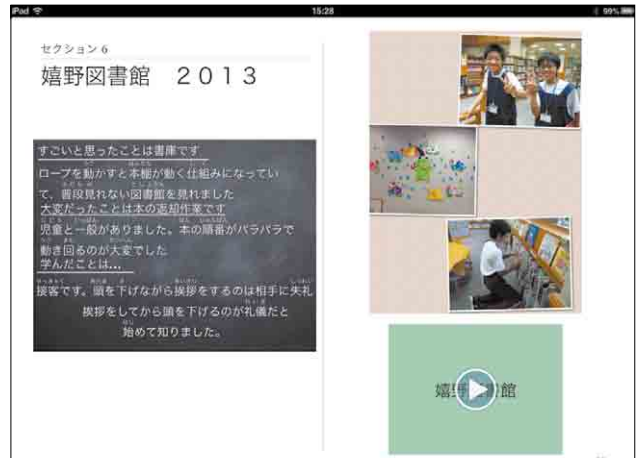 iPad
15:28
99%
セクション 6
嬉野図書館　２０１３
すごいと思ったことは書庫です
ロープを動かすと本棚が動く仕組みになってい
て、普段見れない図書館を見れました
大変だったことは本の返却作業です
児童と一般がありました。本の順番がバラバラで
動き回るのが大変でした
学んだことは…
接客です。頭を下げながら挨拶をするのは相手に失礼
挨拶をしてから頭を下げるのが礼儀だと
始めて知りました。
嬉野 館